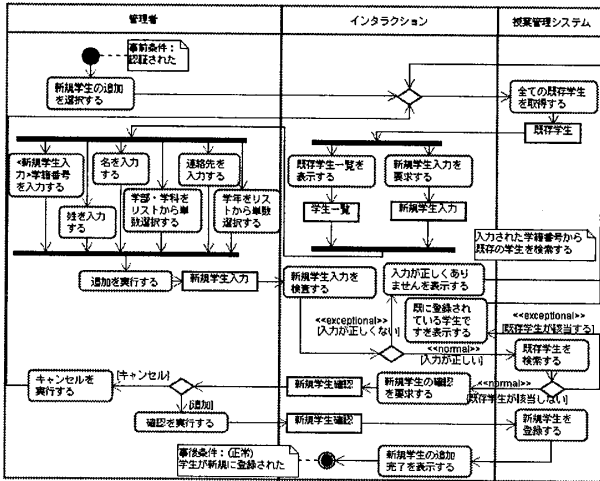 管理者
インタラクション
授業管理システム
事前条件：
認証された
新規学生の追加
を選択する
全ての既存学生
を取得する
既存学生
<新規学生入
力>学籍番号
を入力する
名を入力
する
連絡先を
入力する
既存学生一覧を
表示する
新規学生入力を
要求する
姓を入力
する
学部・学科を
リストから単
数選択する
学年をリス
トから単数
選択する
学生一覧
新規学生入力
入力された学籍番号から
既存の学生を検索する
追加を実行する
新規学生入力
新規学生入力を
検査する
入力が正しくあり
ませんを表示する
既に登録され
ている学生で
すを表示する
<<exceptional>>
[入力が正しくない]
<<exceptional>>
[既存学生が該当する]
<<normal>>
[入力が正しい]
既存学生を
検索する
キャンセルを
実行する
[キャンセル]
新規学生確認
新規学生の確認
を要求する
<<normal>>
[既存学生が該当しない]
[追加]
確認を実行する
新規学生確認
新規学生を
登録する
事後条件：(正常)
学生が新規に登録された
新規学生の追加
完了を表示する